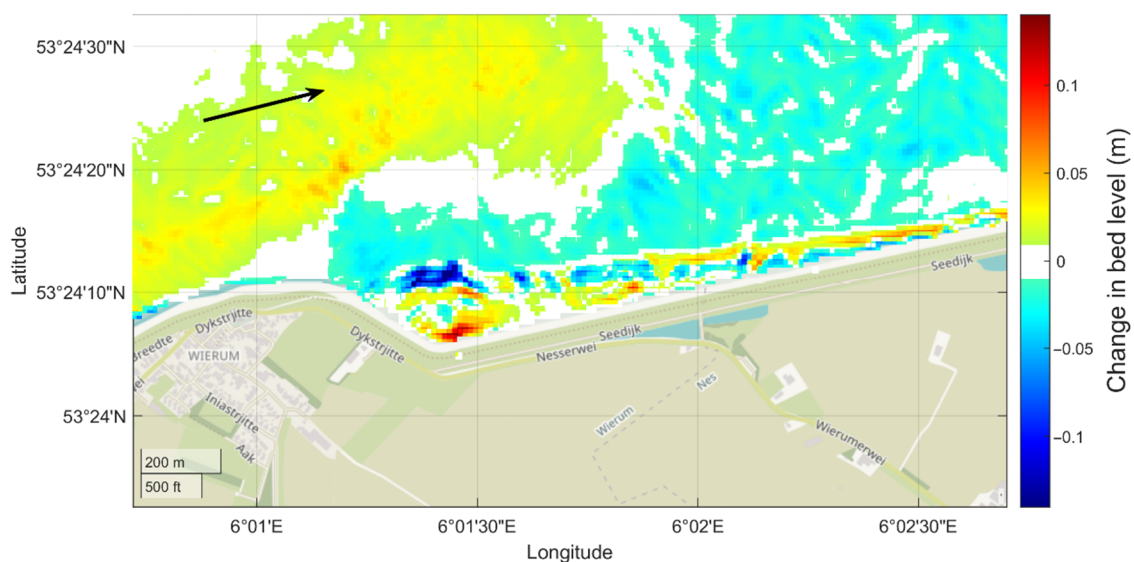 53°24'30"N
53°24'20"N
53°24'10"N
53°24'N
Latitude
6°01'E
6°01'30"E
6°02'E
6°02'30"E
Longitude
0.1
0.05
0
−0.05
−0.1
Change in bed level (m)
Dykstrjitte
Dykstrjitte
WIERUM
Iniastrjitte
Aak
Seedijk
Seedijk
Nesserwei
Nes
Wierum
Wierumerwei
200 m
500 ft